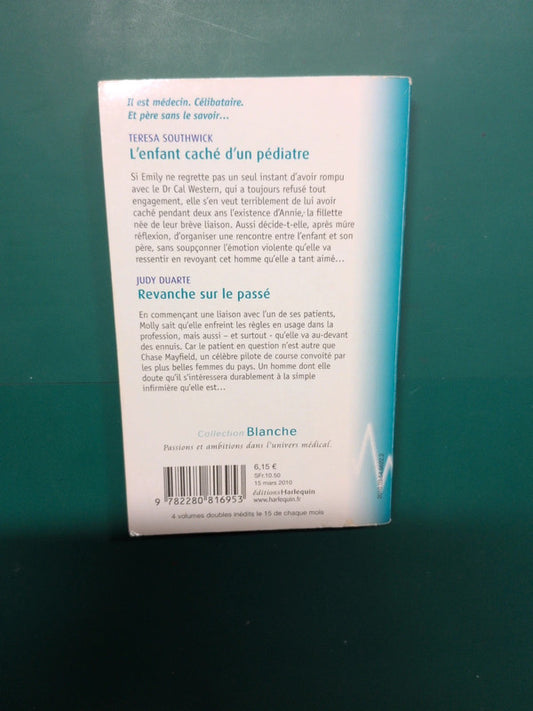 Il est médecin. Célibataire.
Et père sans le savoir...
TERESA SOUTHWICK
L'enfant caché d'un pédiatre
Si Emily ne regrette pas un seul instant d'avoir rompu
avec le Dr Cal Western, qui a toujours refusé tout
engagement, elle s'en veut terriblement de lui avoir
caché pendant deux ans l'existence d'Annie, la fillette
née de leur brève liaison. Aussi décide-t-elle, après mûre
réflexion, d'organiser une rencontre entre l'enfant et son
père, sans soupçonner l'émotion violente qu'elle va
ressentir en revoyant cet homme qu'elle a tant aimé...
JUDY DUARTE
Revanche sur le passé
En commençant une liaison avec l'un de ses patients,
Molly sait qu'elle enfreint les règles en usage dans la
profession, mais aussi – et surtout - qu'elle va au-devant
des ennuis. Car le patient en question n'est autre que
Chase Mayfield, un célèbre pilote de course convoité par
les plus belles femmes du pays. Un homme dont elle
doute qu'il s'intéressera durablement à la simple
infirmière qu'elle est...
Collection Blanche
Passions et ambitions dans l'univers médical.
6,15 €
SFr.10.50
15 mars 2010
éditions Harlequin
www.harlequin.fr
9 782280 816953
4 volumes doubles inédits le 15 de chaque mois